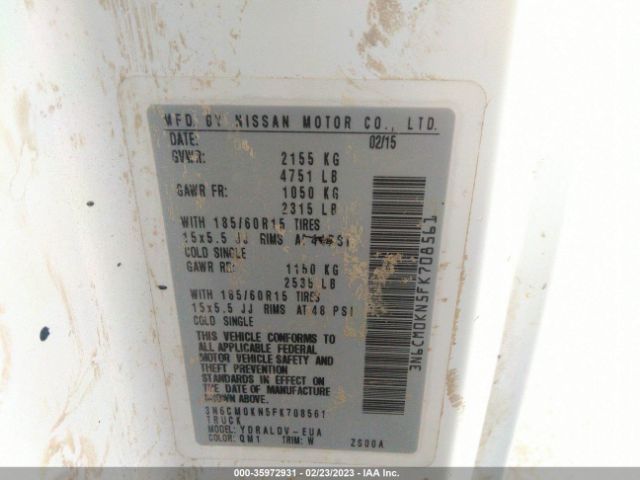 MFD. BY NISSAN MOTOR CO., LTD.
DATE: 02/15
GVWR: 2155 KG
4751 LB
GAWR FR: 1050 KG
2315 LB
WITH 185/60R15 TIRES
15x5.5 JJ RIMS AT PSI
COLD SINGLE
GAWR RR: 1150 KG
2535 LB
WITH 185/60R15 TIRES
15x5.5 JJ RIMS AT 48 PSI
COLD SINGLE
THIS VEHICLE CONFORMS TO
ALL APPLICABLE FEDERAL
MOTOR VEHICLE SAFETY AND
THEFT PREVENTION
STANDARDS IN EFFECT ON
THE DATE OF MANUFACTURE
SHOWN ABOVE.
3N6CM0KN5FK708561
TRUCK
MODEL: YORALDV-EUA
COLOR: QM1 TRIM: W ZS00A
3N6CM0KN5FK708561
000-35972931 - 02/23/2023 - IAA Inc.